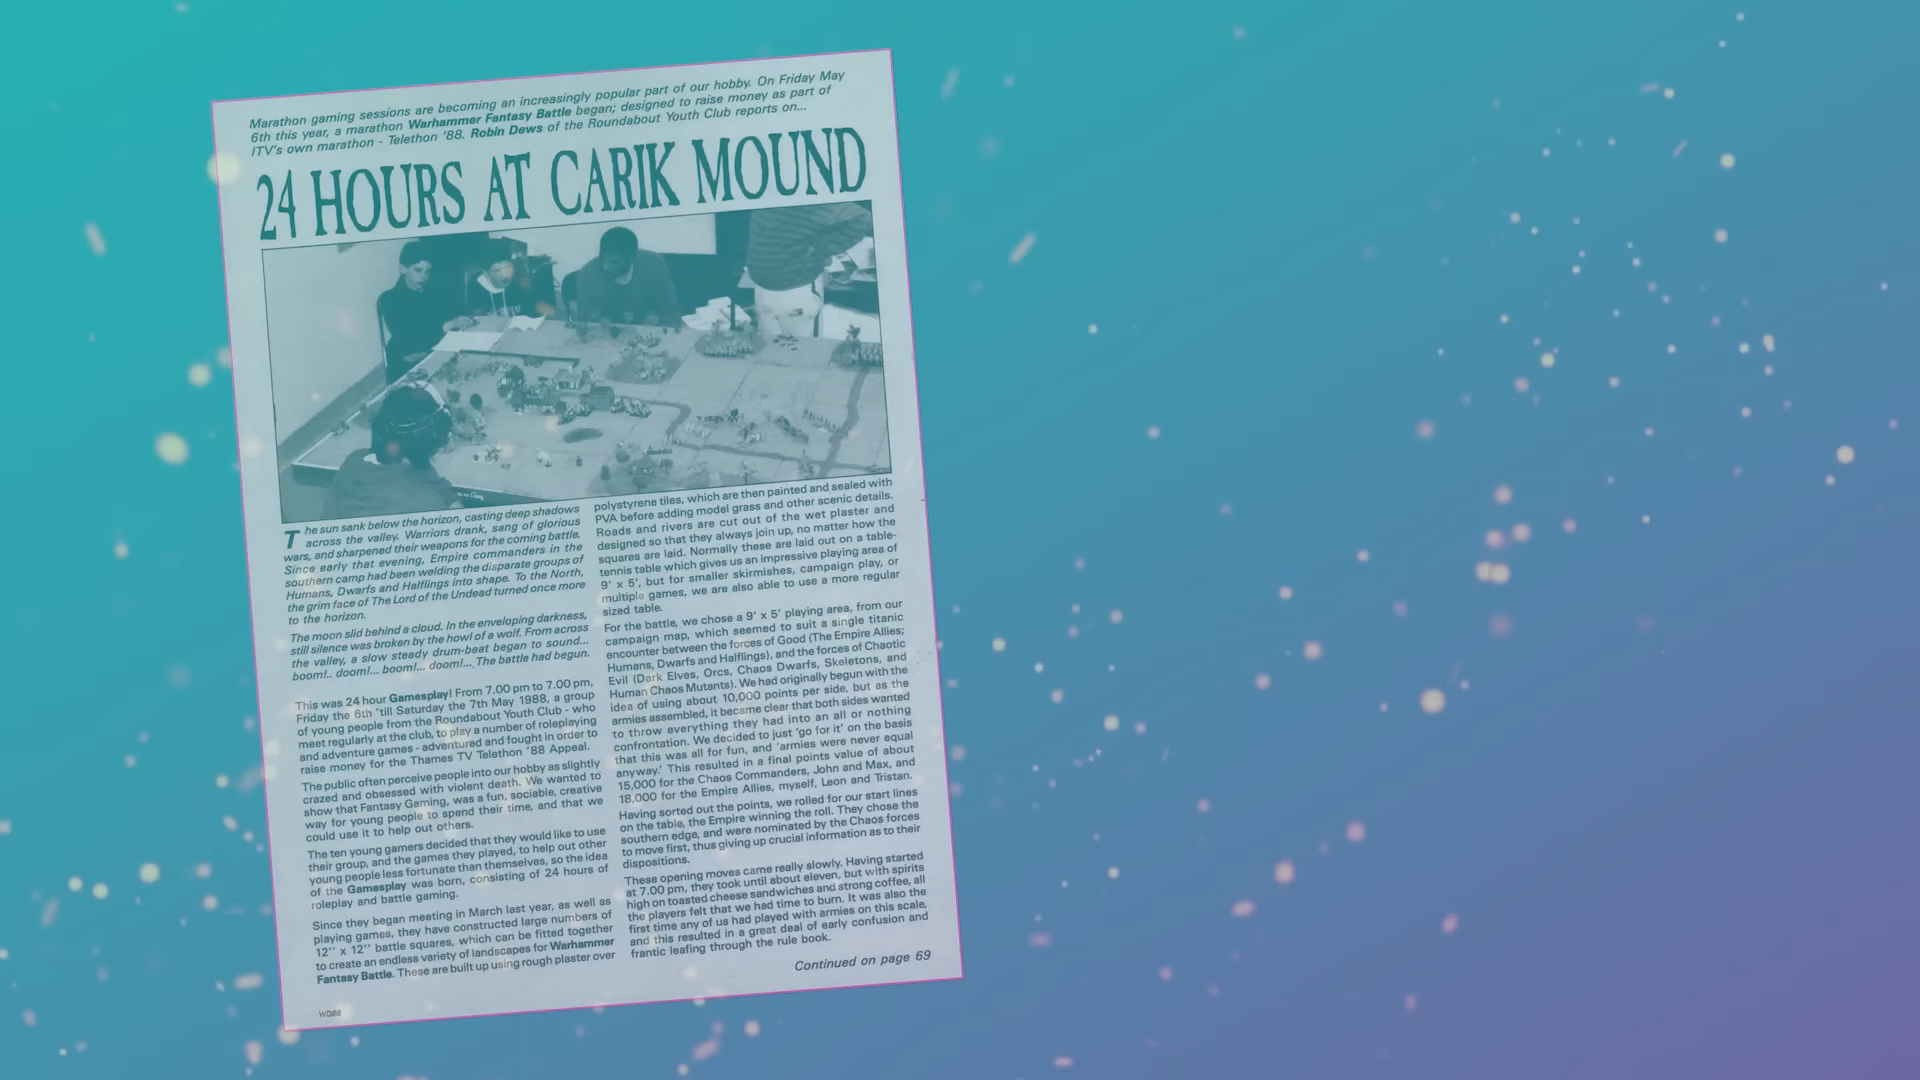 Marathon gaming sessions are becoming an increasingly popular part of our hobby. On Friday May
6th this year, a marathon Warhammer Fantasy Battle began; designed to raise money as part of
ITV's own marathon - Telethon '88. Robin Dews of the Roundabout Youth Club reports on...
24 HOURS AT CARIK MOUND
The sun sank below the horizon, casting deep shadows
across the valley. Warriors drank, sang of glorious
wars, and sharpened their weapons for the coming battle.
Since early that evening, Empire commanders in the
southern camp had been welding the disparate groups of
Humans, Dwarfs and Halflings into shape. To the North,
the grim face of The Lord of the Undead turned once more
to the horizon.
The moon slid behind a cloud. In the enveloping darkness,
still silence was broken by the howl of a wolf. From across
the valley, a slow steady drum-beat began to sound...
boom!.. doom!... boom!... doom!... The battle had begun.
This was 24 hour Gamesplay! From 7.00 pm to 7.00 pm,
Friday the 6th 'till Saturday the 7th May 1988, a group
of young people from the Roundabout Youth Club - who
meet regularly at the club, to play a number of roleplaying
and adventure games - adventured and fought in order to
raise money for the Thames TV Telethon '88 Appeal.
The public often perceive people into our hobby as slightly
crazed and obsessed with violent death. We wanted to
show that Fantasy Gaming, was a fun, sociable, creative
way for young people to spend their time, and that we
could use it to help out others.
The ten young gamers decided that they would like to use
their group, and the games they played, to help out other
young people less fortunate than themselves, so the idea
of the Gamesplay was born, consisting of 24 hours of
roleplay and battle gaming.
Since they began meeting in March last year, as well as
playing games, they have constructed large numbers of
12'' x 12'' battle squares, which can be fitted together
to create an endless variety of landscapes for Warhammer
Fantasy Battle. These are built up using rough plaster over
polystyrene tiles, which are then painted and sealed with
PVA before adding model grass and other scenic details.
Roads and rivers are cut out of the wet plaster and
designed so that they always join up, no matter how the
squares are laid. Normally these are laid out on a table-
tennis table which gives us an impressive playing area of
9' x 5', but for smaller skirmishes, campaign play, or
multiple games, we are also able to use a more regular
sized table.
For the battle, we chose a 9' x 5' playing area, from our
campaign map, which seemed to suit a single titanic
encounter between the forces of Good (The Empire Allies;
Humans, Dwarfs and Halflings), and the forces of Chaotic
Evil (Dark Elves, Orcs, Chaos Dwarfs, Skeletons, and
Human Chaos Mutants). We had originally begun with the
idea of using about 10,000 points per side, but as the
armies assembled, it became clear that both sides wanted
to throw everything they had into an all or nothing
confrontation. We decided to just 'go for it' on the basis
that this was all for fun, and 'armies were never equal
anyway.' This resulted in a final points value of about
15,000 for the Chaos Commanders, John and Max, and
18,000 for the Empire Allies, myself, Leon and Tristan.
Having sorted out the points, we rolled for our start lines
on the table, the Empire winning the roll. They chose the
southern edge, and were nominated by the Chaos forces
to move first, thus giving up crucial information as to their
dispositions.
These opening moves came really slowly. Having started
at 7.00 pm, they took until about eleven, but with spirits
high on toasted cheese sandwiches and strong coffee, all
the players felt that we had time to burn. It was also the
first time any of us had played with armies on this scale,
and this resulted in a great deal of early confusion and
frantic leafing through the rule book.
Continued on page 69